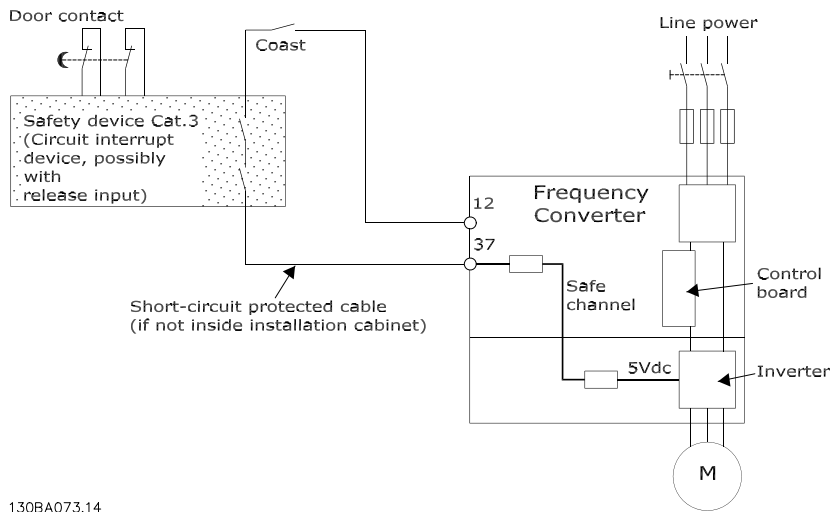 Door contact
Line power
Coast
Safety device Cat.3
(Circuit interrupt
device, possibly
with
release input)
12
Frequency
Converter
37
Safe
channel
Control
board
Short-circuit protected cable
(if not inside installation cabinet)
5Vdc
Inverter
M
130BA073.14